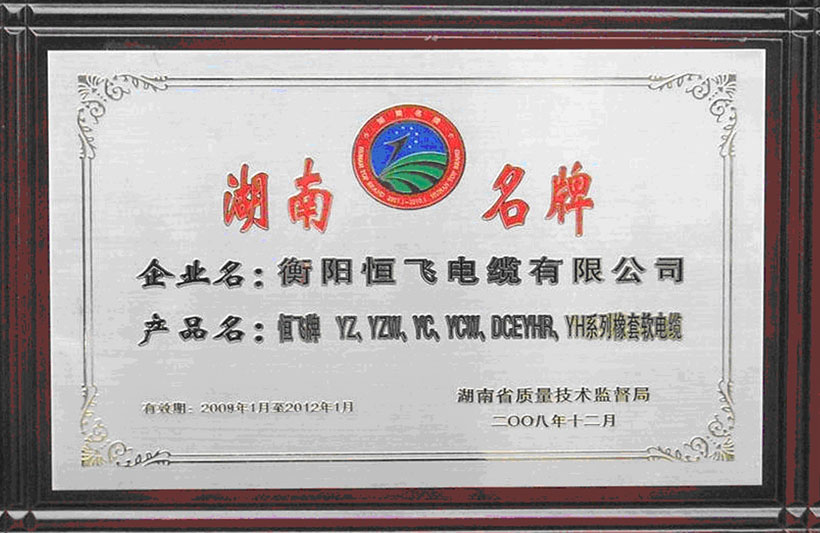 湖南名牌
企业名：衡阳恒飞电缆有限公司
产品名：恒飞牌 YZ、YZW、YC、YCW、DCEYHR、YH系列橡套软电缆
有效期：2009年1月至2012年1月
湖南省质量技术监督局
二〇〇八年十二月